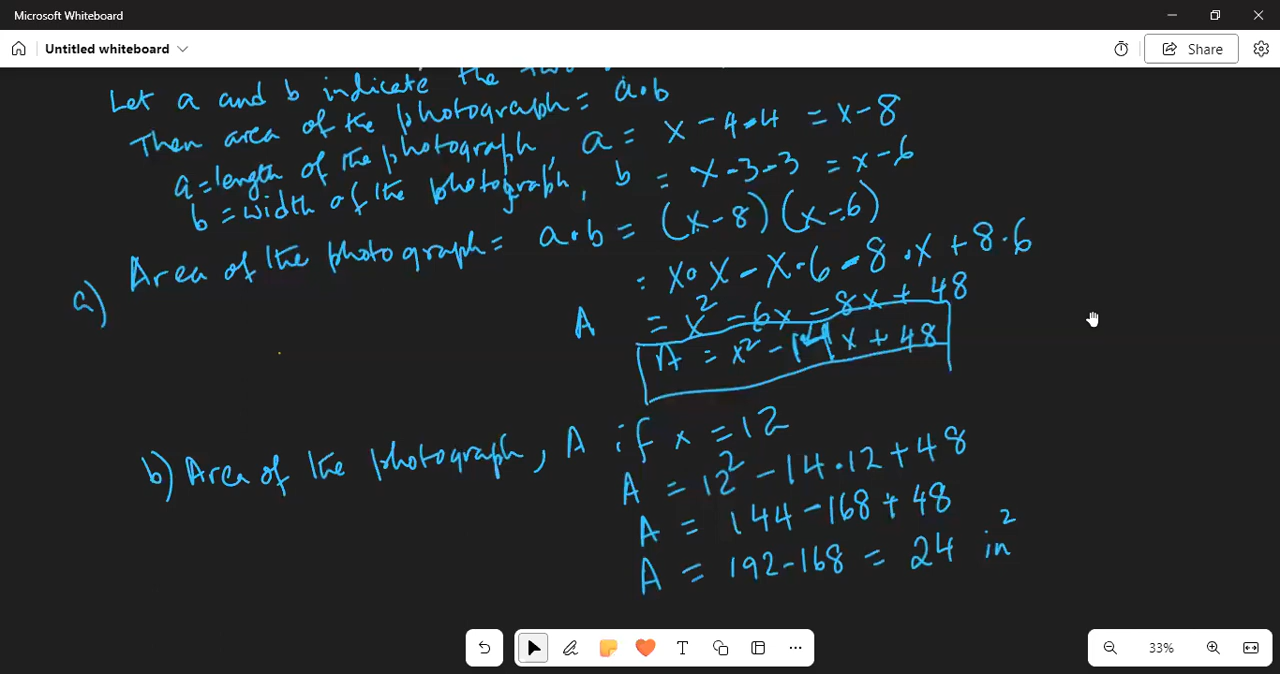 Microsoft Whiteboard
Untitled whiteboard
Share
Let a and b indicate the two
Then area of the photograph = a·b
a = length of the photograph, a = x - 4 - 4 = x - 8
b = width of the photograph, b = x - 3 - 3 = x - 6
Area of the photograph = a·b = (x - 8)(x - 6)
= x·x - x·6 - 8·x + 8·6
a) A = x² - 6x - 8x + 48
A = x² - 14x + 48
b) Area of the photograph, A if x = 12
A = 12² - 14·12 + 48
A = 144 - 168 + 48
A = 192 - 168 = 24 in²
33%